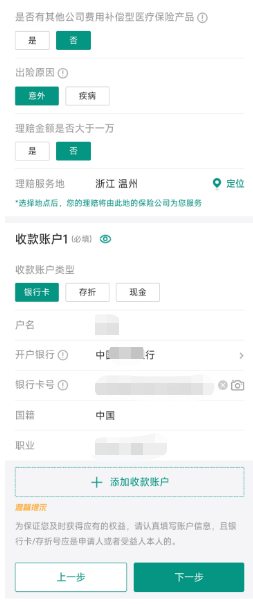 是否有其他公司费用补偿型医疗保险产品
是 否
出险原因
意外 疾病
理赔金额是否大于一万
是 否
理赔服务地 浙江 温州 定位
*选择地点后，您的理赔将由此地的保险公司为您服务
收款账户1 (必填)
收款账户类型
银行卡 存折 现金
户名
开户银行 中 行
银行卡号
国籍 中国
职业
添加收款账户
温馨提示
为保证您及时获得应有的权益，请认真填写账户信息，且银
行卡/存折号应是申请人或者受益人本人的。
上一步 下一步